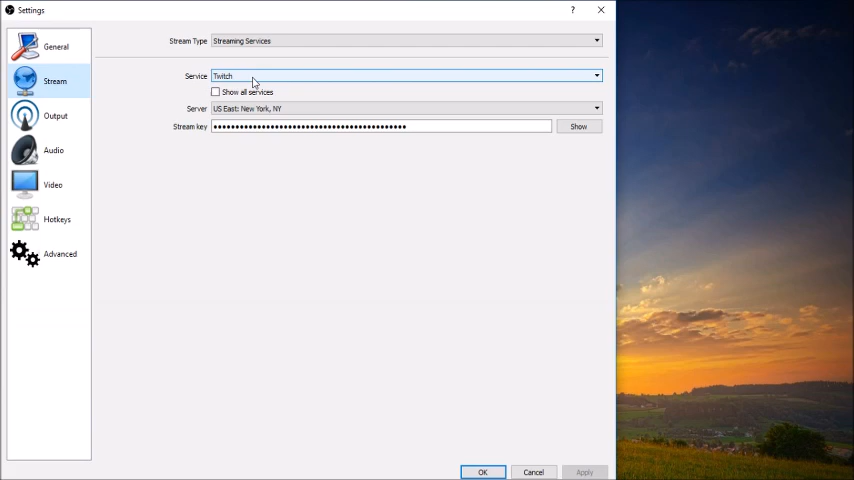 Settings
?
General
Stream
Output
Audio
Video
Hotkeys
Advanced
Stream Type Streaming Services
Service Twitch
Show all services
Server US East: New York, NY
Stream key Show
OK Cancel Apply